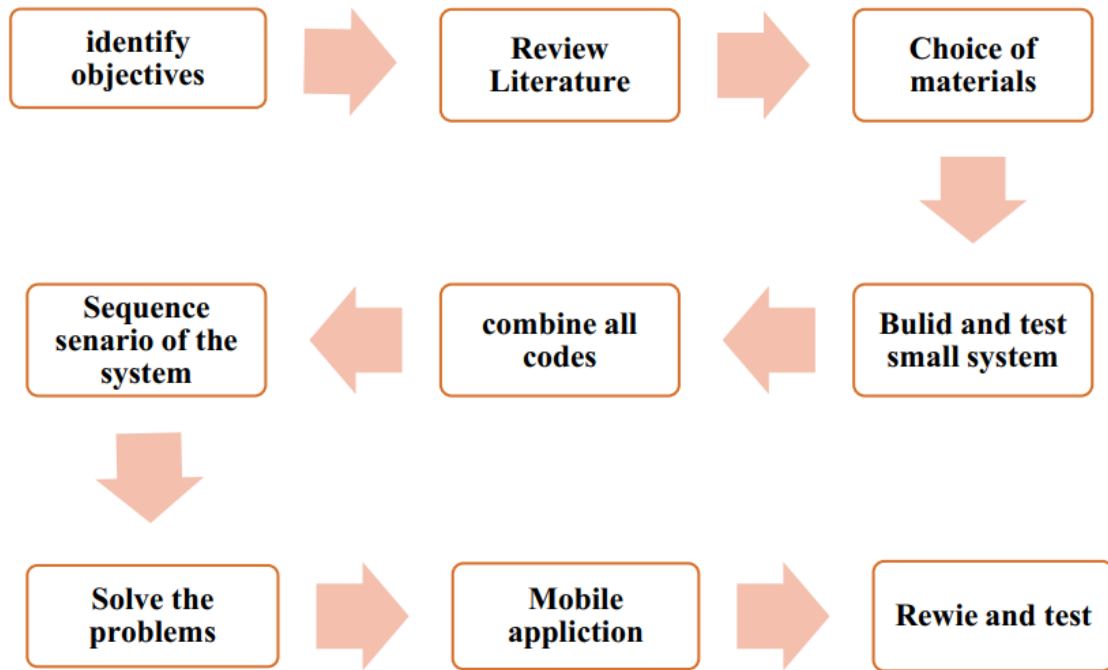 identify
objectives
Review
Literature
Choice of
materials
Bulid and test
small system
combine all
codes
Sequence
senario of the
system
Solve the
problems
Mobile
appliction
Rewie and test